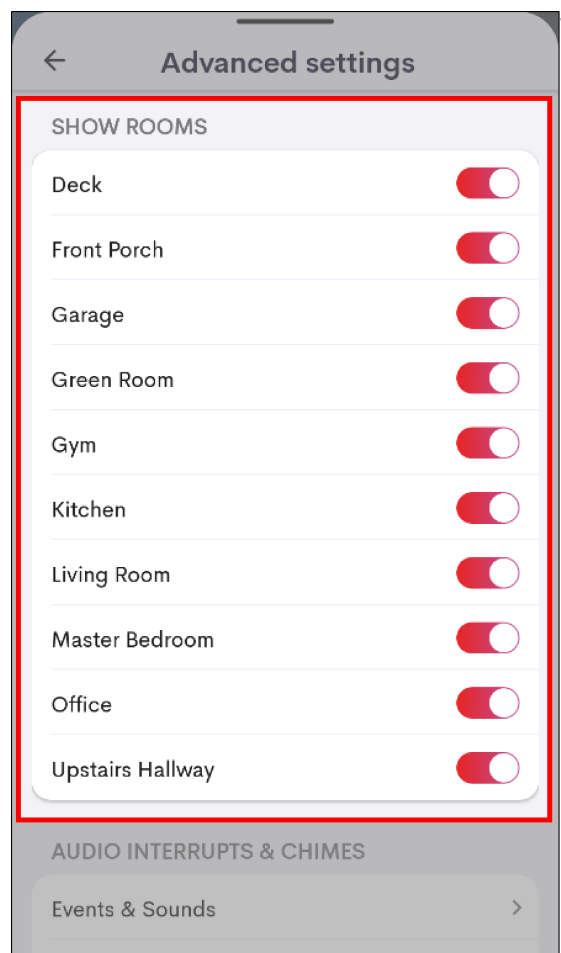 Advanced settings
SHOW ROOMS
Deck
Front Porch
Garage
Green Room
Gym
Kitchen
Living Room
Master Bedroom
Office
Upstairs Hallway
AUDIO INTERRUPTS & CHIMES
Events & Sounds